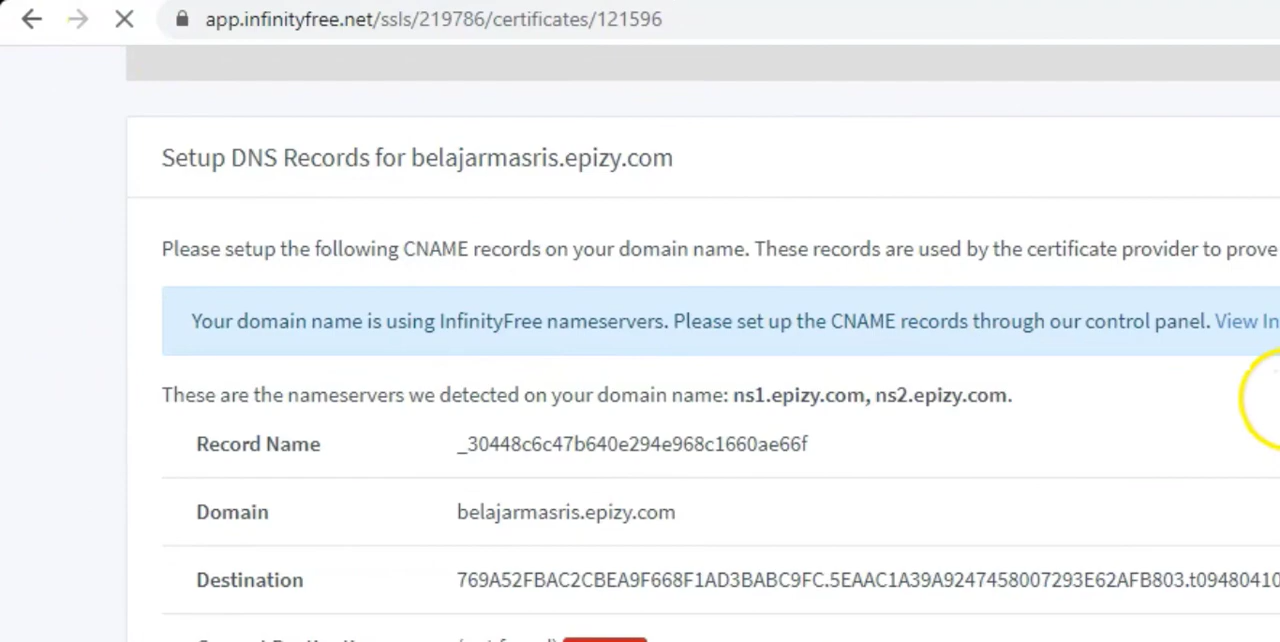 app.infinityfree.net/ssls/219786/certificates/121596
Setup DNS Records for belajarmasris.epizy.com
Please setup the following CNAME records on your domain name. These records are used by the certificate provider to prove
Your domain name is using InfinityFree nameservers. Please set up the CNAME records through our control panel. View In
These are the nameservers we detected on your domain name: ns1.epizy.com, ns2.epizy.com.
Record Name _30448c6c47b640e294e968c1660ae66f
Domain belajarmasris.epizy.com
Destination 769A52FBAC2CBEA9F668F1AD3BABC9FC.5EAAC1A39A9247458007293E62AFB803.t09480410